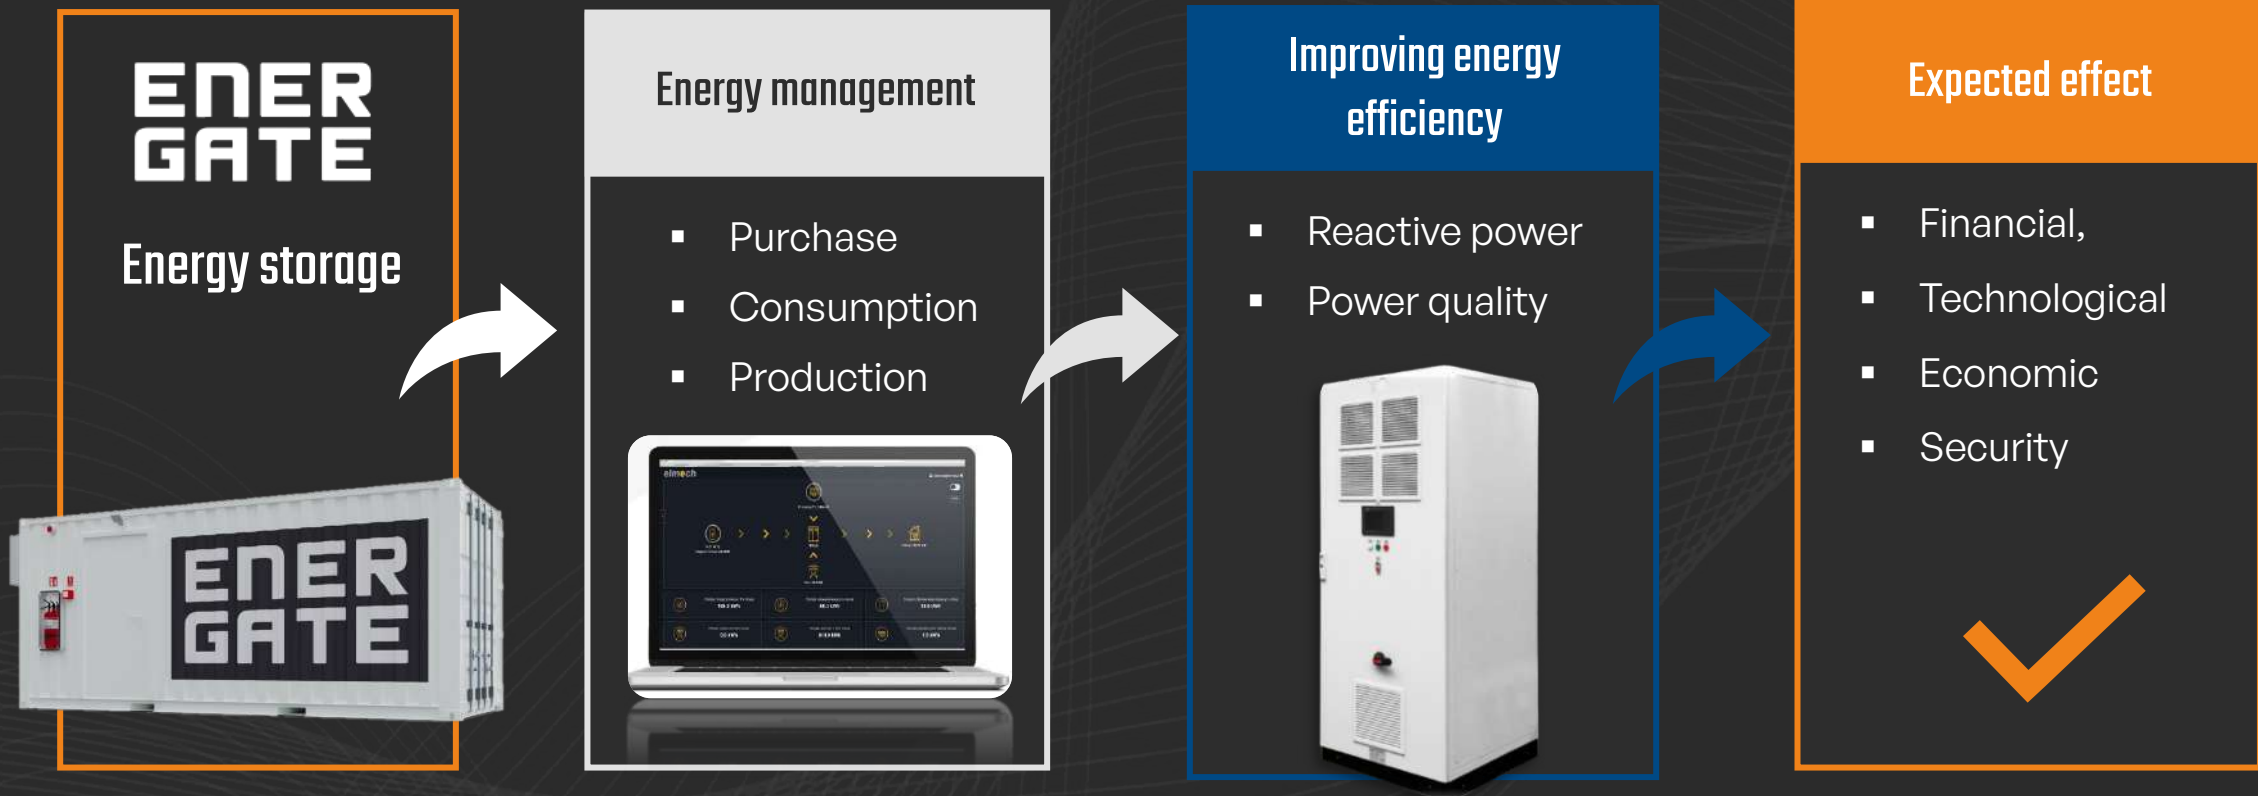 ENER
GATE
Energy storage
ENER
GATE
Energy management
▪ Purchase
▪ Consumption
▪ Production
elmech
Improving energy
efficiency
▪ Reactive power
▪ Power quality
Expected effect
▪ Financial,
▪ Technological
▪ Economic
▪ Security